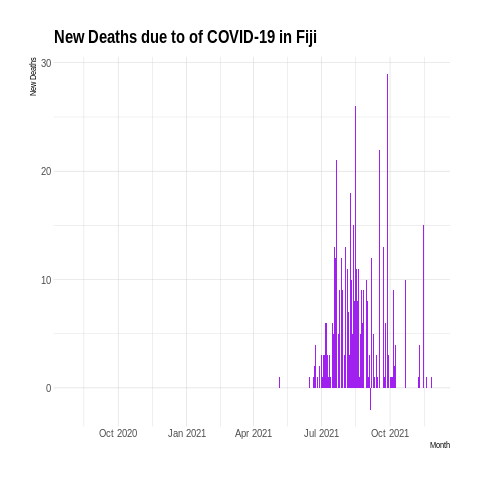 New Deaths due to of COVID-19 in Fiji
New Deaths
30
20
10
0
Oct 2020 Jan 2021 Apr 2021 Jul 2021 Oct 2021
Month